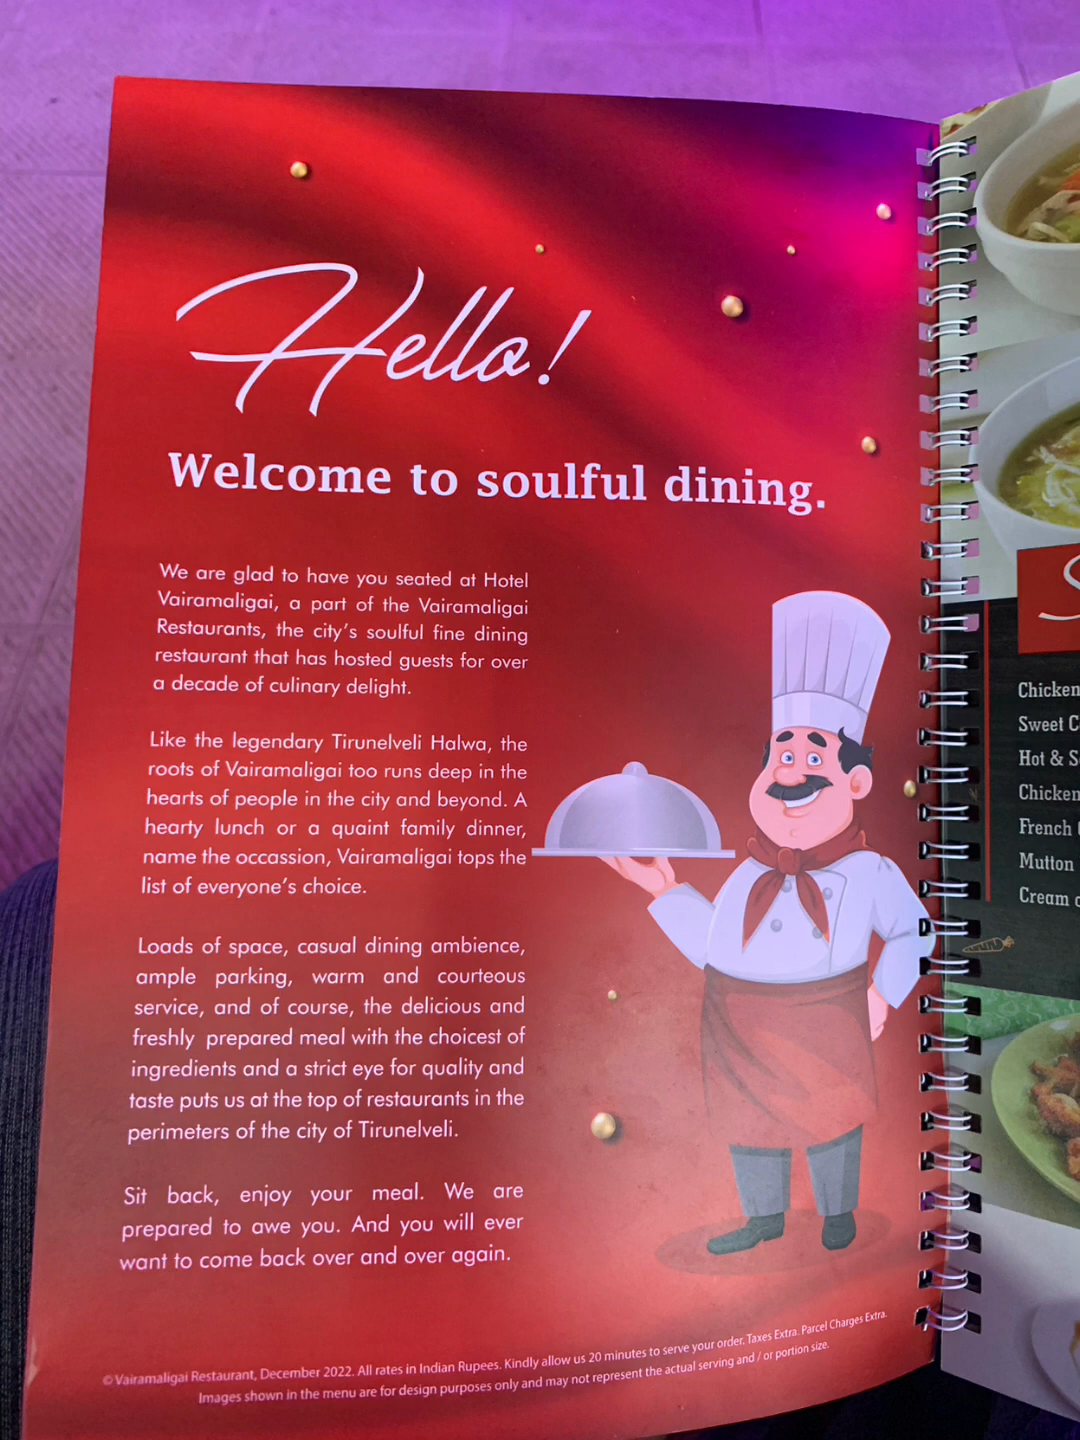 Hello!
Welcome to soulful dining.
We are glad to have you seated at Hotel
Vairamaligai, a part of the Vairamaligai
Restaurants, the city's soulful fine dining
restaurant that has hosted guests for over
a decade of culinary delight.
Like the legendary Tirunelveli Halwa, the
roots of Vairamaligai too runs deep in the
hearts of people in the city and beyond. A
hearty lunch or a quaint family dinner,
name the occassion, Vairamaligai tops the
list of everyone's choice.
Loads of space, casual dining ambience,
ample parking, warm and courteous
service, and of course, the delicious and
freshly prepared meal with the choicest of
ingredients and a strict eye for quality and
taste puts us at the top of restaurants in the
perimeters of the city of Tirunelveli.
Sit back, enjoy your meal. We are
prepared to awe you. And you will ever
want to come back over and over again.
©Vairamaligai Restaurant, December 2022. All rates in Indian Rupees. Kindly allow us 20 minutes to serve your order. Taxes Extra. Parcel Charges Extra.
Images shown in the menu are for design purposes only and may not represent the actual serving and / or portion size.
Chicken
Sweet
Hot &
Chicken
French
Mutton
Cream